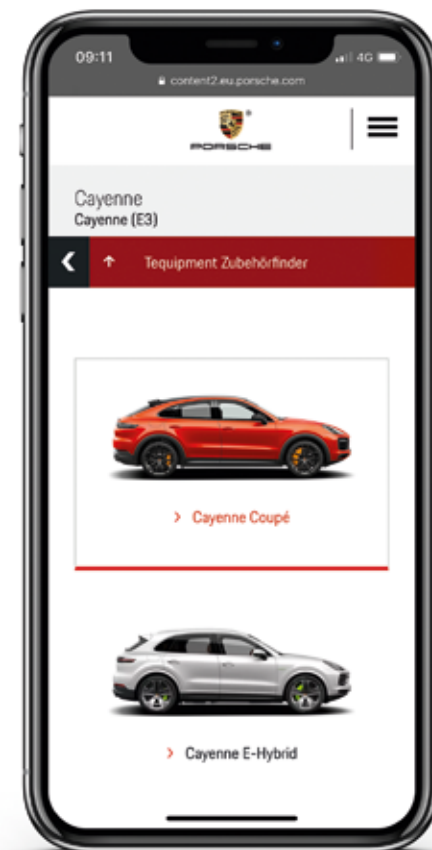 09:11
4G
content2.eu.porsche.com
PORSCHE
Cayenne
Cayenne (E3)
Tequipment Zubehörfinder
Cayenne Coupé
Cayenne E-Hybrid